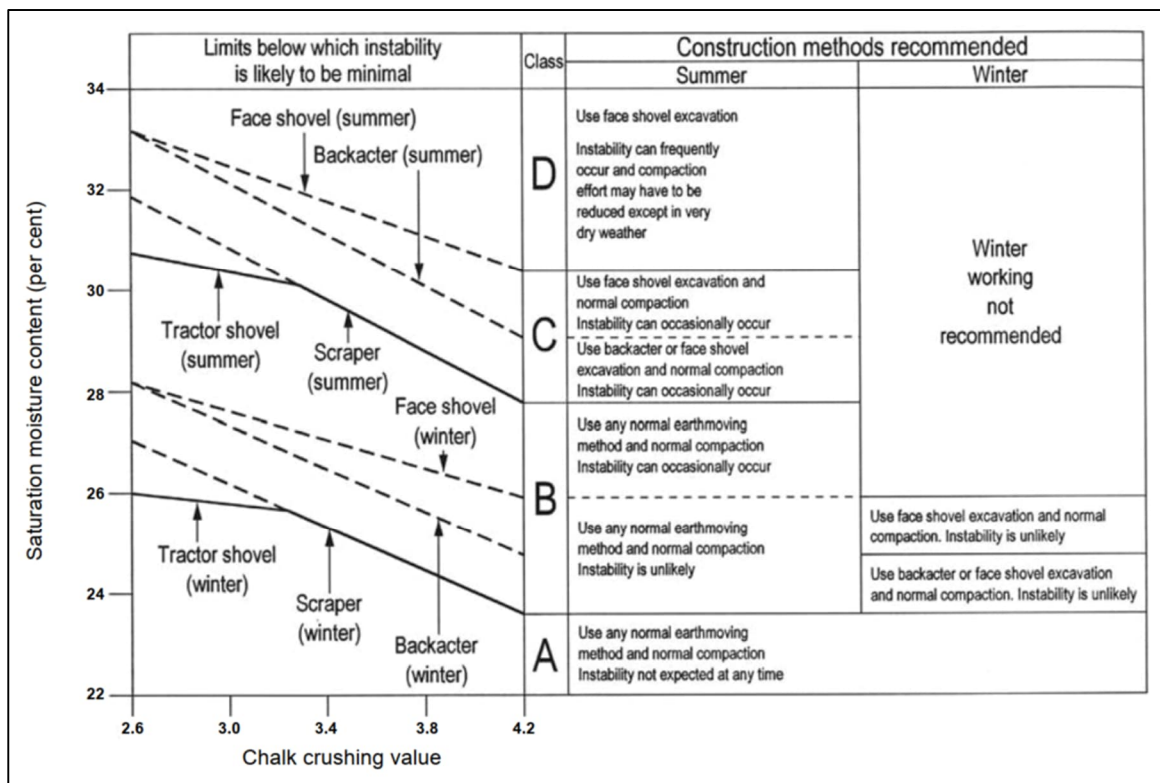 Limits below which instability
is likely to be minimal
Class
Construction methods recommended
Summer
Winter
Saturation moisture content (per cent)
34
32
30
28
26
24
22
2.6
3.0
3.4
3.8
4.2
Chalk crushing value
Face shovel (summer)
Backacter (summer)
Tractor shovel
(summer)
Scraper
(summer)
Face shovel
(winter)
Tractor shovel
(winter)
Scraper
(winter)
Backacter
(winter)
D
Use face shovel excavation
Instability can frequently
occur and compaction
effort may have to be
reduced except in very
dry weather
C
Use face shovel excavation and
normal compaction
Instability can occasionally occur
Use backacter or face shovel
excavation and normal compaction
Instability can occasionally occur
B
Use any normal earthmoving
method and normal compaction
Instability can occasionally occur
Use any normal earthmoving
method and normal compaction
Instability is unlikely
A
Use any normal earthmoving
method and normal compaction
Instability not expected at any time
Winter
working
not
recommended
Use face shovel excavation and normal
compaction. Instability is unlikely
Use backacter or face shovel excavation
and normal compaction. Instability is unlikely